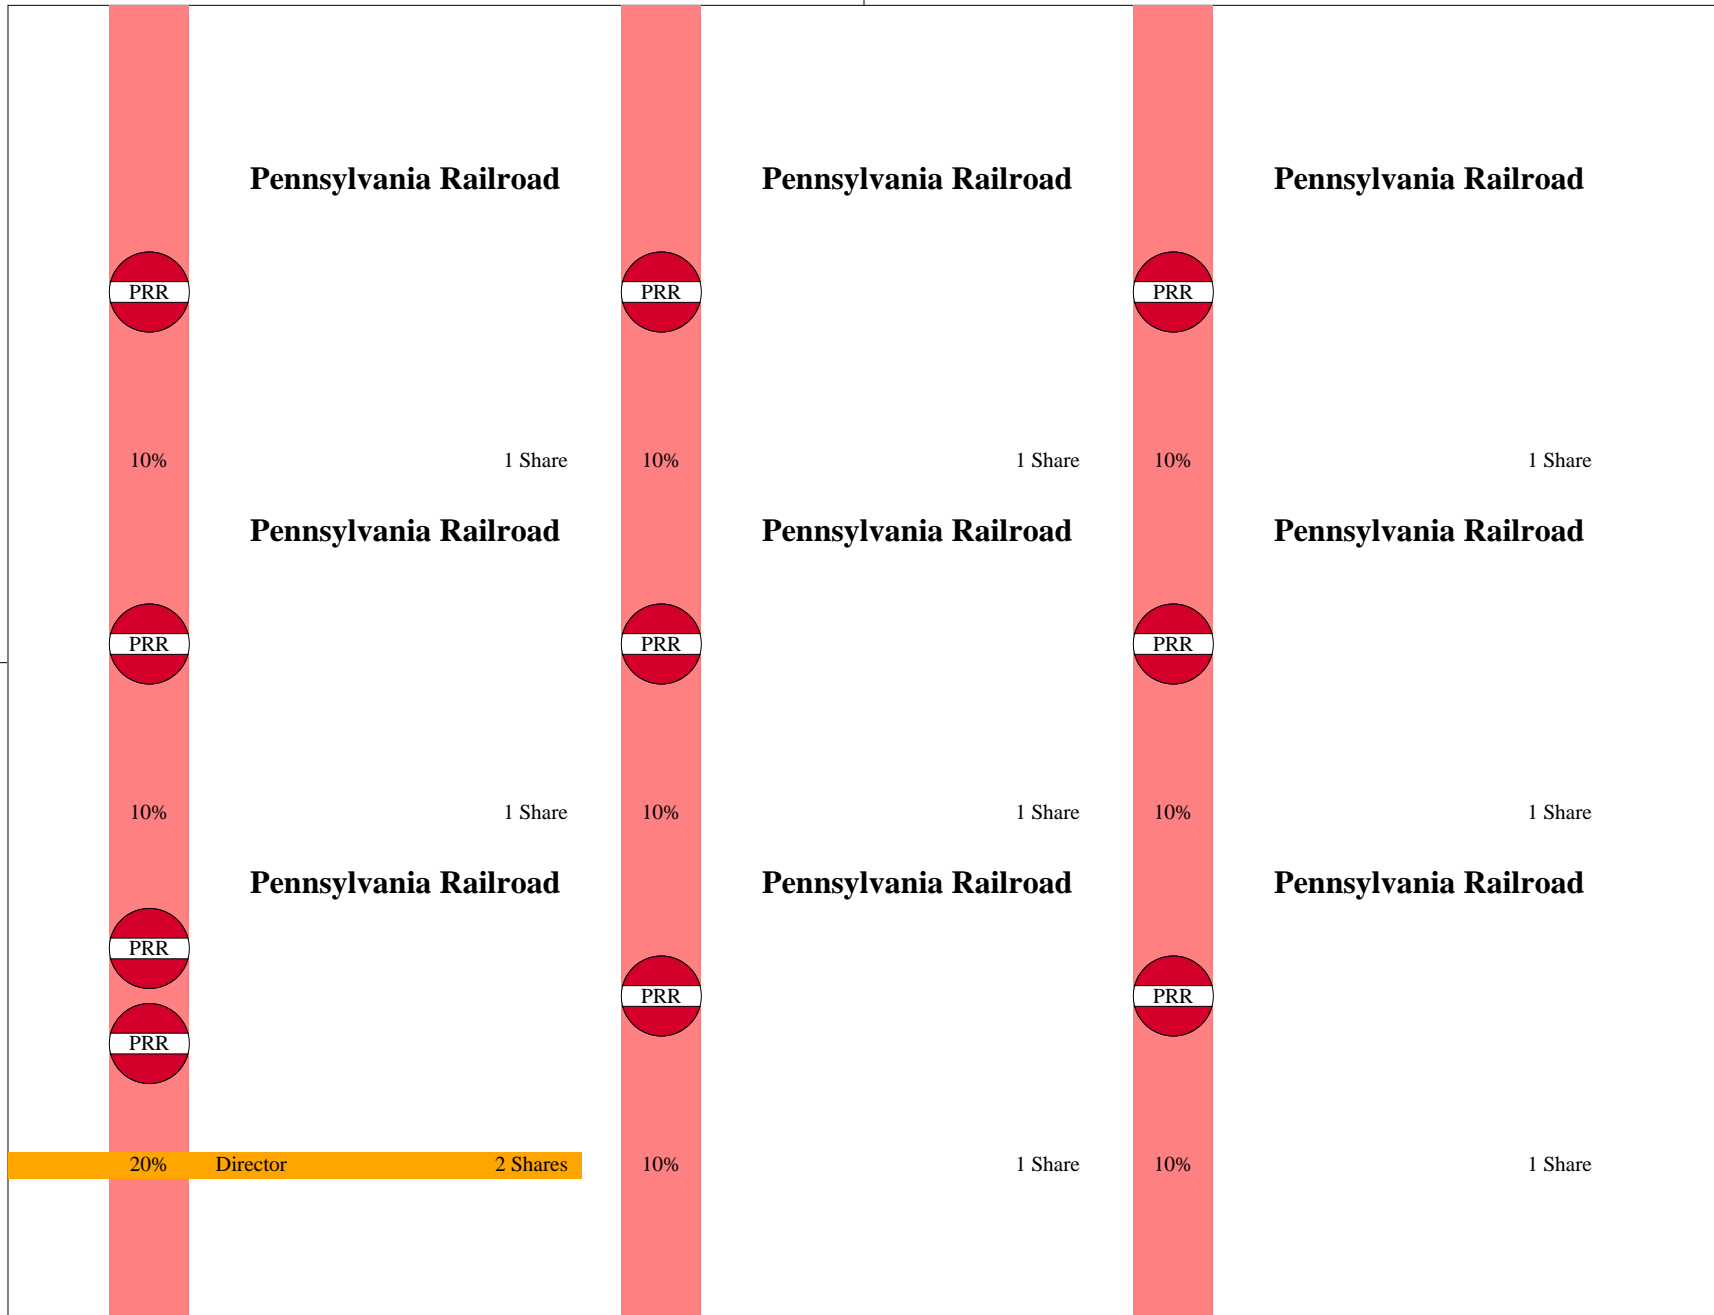 Pennsylvania Railroad Pennsylvania Railroad Pennsylvania Railroad
PRR PRR PRR
10% 1 Share 10% 1 Share 10% 1 Share
Pennsylvania Railroad Pennsylvania Railroad Pennsylvania Railroad
PRR PRR PRR
10% 1 Share 10% 1 Share 10% 1 Share
Pennsylvania Railroad Pennsylvania Railroad Pennsylvania Railroad
PRR
PRR PRR
PRR
20% Director 2 Shares 10% 1 Share 10% 1 Share